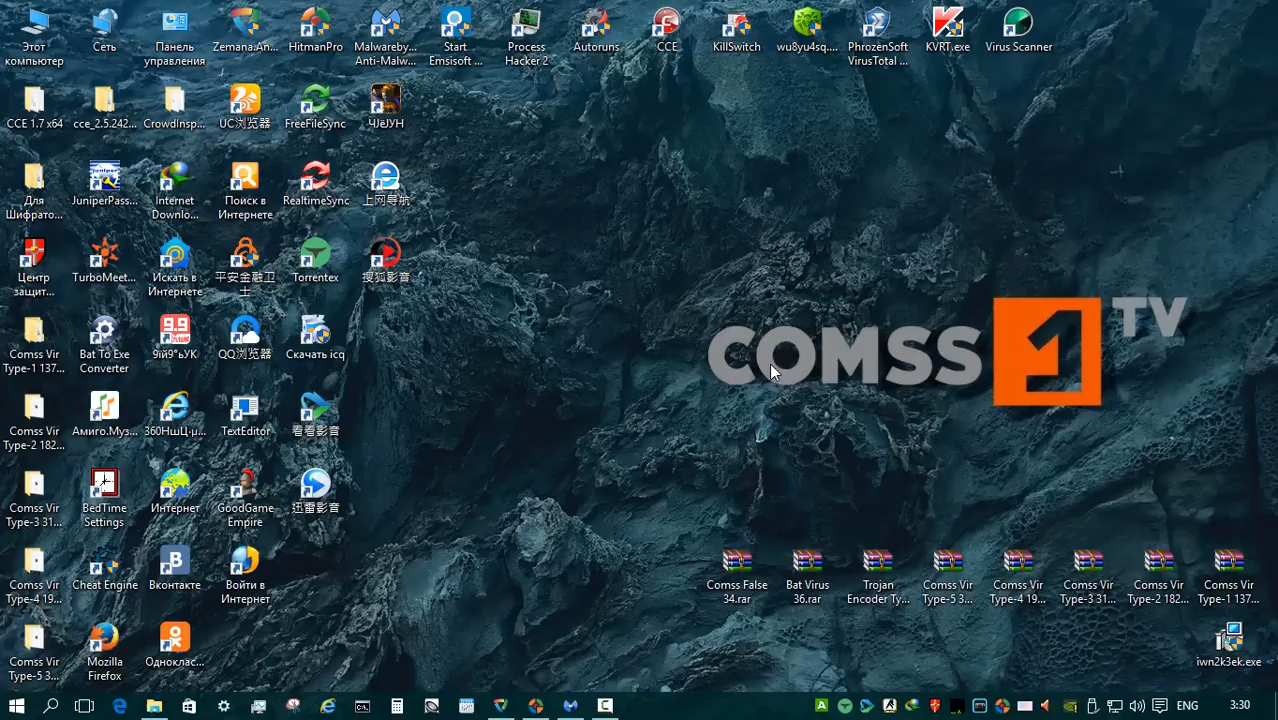 Этот
компьютер
Сеть
Панель
управления
Zemana.An...
HitmanPro
Malwareby...
Anti-Malw...
Start
Emsisoft ...
Process
Hacker 2
Autoruns
CCE
KillSwitch
wu8yu4sq....
PhrozenSoft
VirusTotal ...
KVRT.exe
Virus Scanner
CCE 1.7 x64
cce_2.5.242...
CrowdInsp...
UC浏览器
FreeFileSync
ЧЈеЈУН
Для
Шифрато...
JuniperPass...
Internet
Downlo...
Поиск в
Интернете
RealtimeSync
上网导航
Центр
защит...
TurboMeet...
Искать в
Интернете
平安金融卫
士
Torrentex
搜狐影音
Comss Vir
Type-1 137...
Bat To Exe
Converter
QQ浏览器
Скачать icq
Comss Vir
Type-2 182...
Амиго.Муз...
TextEditor
看看影音
Comss Vir
Type-3 31...
BedTime
Settings
Интернет
GoodGame
Empire
迅雷影音
Comss Vir
Type-4 19...
Cheat Engine
Вконтакте
Войти в
Интернет
Comss Vir
Type-5 3...
Mozilla
Firefox
Одноклас...
COMSS 1 TV
Comss False
34.rar
Bat Virus
36.rar
Trojan
Encoder Ty...
Comss Vir
Type-5 3...
Comss Vir
Type-4 19...
Comss Vir
Type-3 31...
Comss Vir
Type-2 182...
Comss Vir
Type-1 137...
iwn2k3ek.exe
ENG
3:30